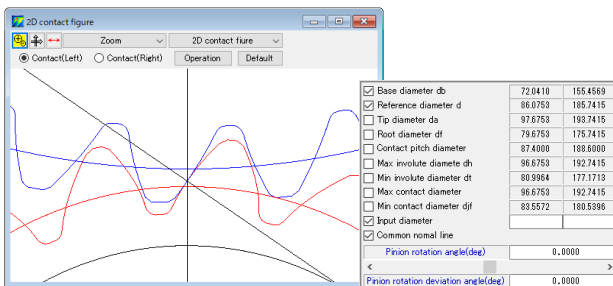 2D contact figure
Zoom 2D contact fiure
Contact(Left) Contact(Right) Operation Default
Base diameter db 72.0410 155.4569
Reference diameter d 86.0753 185.7415
Tip diameter da 97.6753 193.7415
Root diameter df 79.6753 175.7415
Contact pitch diameter 87.4000 188.6000
Max involute diamete dh 96.6753 192.7415
Min involute diameter dt 80.9964 177.1713
Max contact diameter 96.6753 192.7415
Min contact diameter djf 83.5572 180.5396
Input diameter
Common nomal line
Pinion rotation angle(deg) 0.0000
Pinion rotation deviation angle(deg) 0.0000